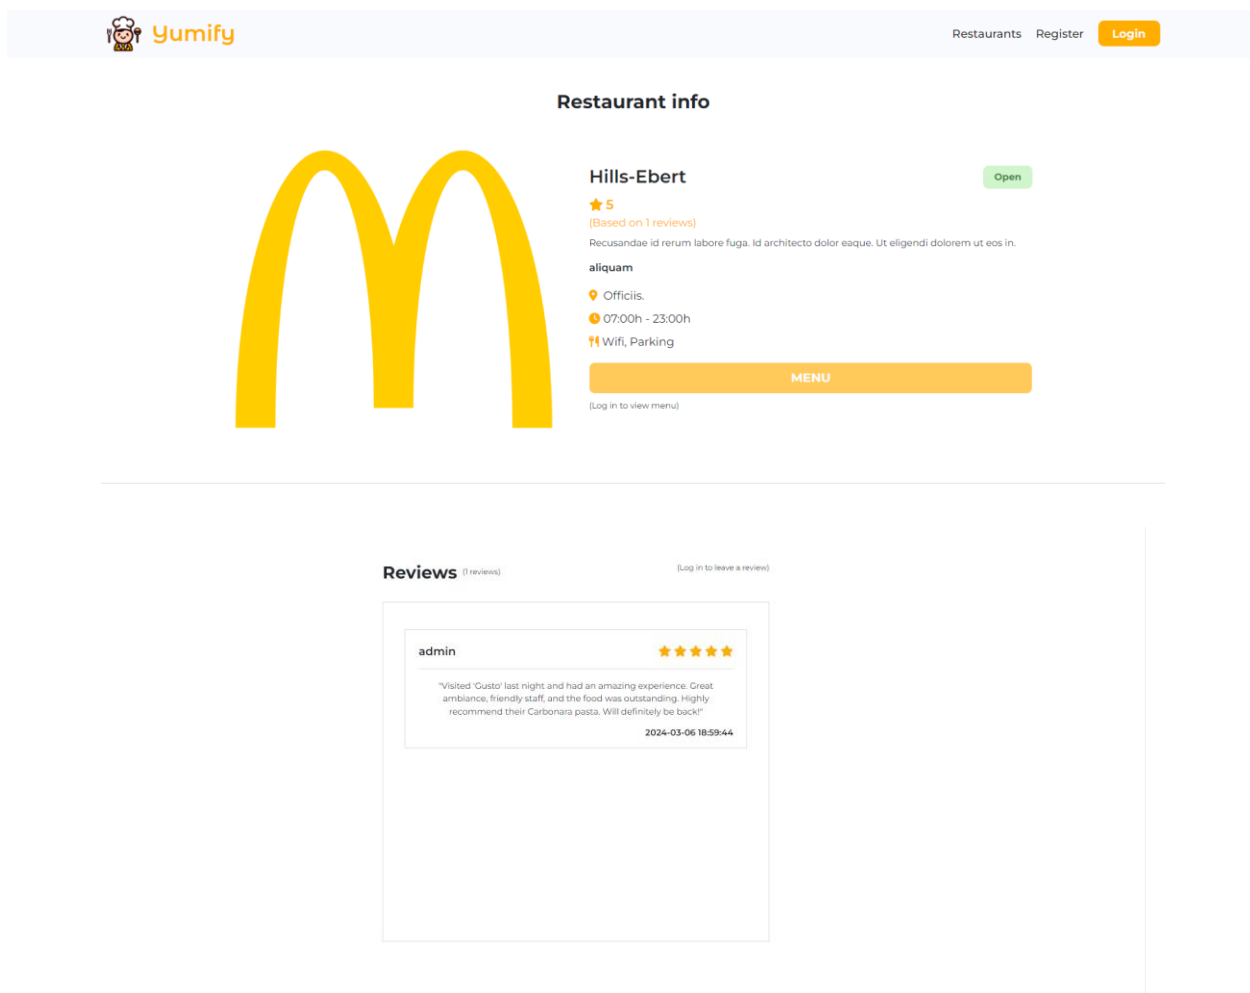 Yumify
Restaurants Register Login
Restaurant info
Hills-Ebert
Open
5
(Based on 1 reviews)
Recusandae id rerum labore fuga. Id architecto dolor eaque. Ut eligendi dolorem ut eos in.
aliquam
Officiis.
07:00h - 23:00h
Wifi, Parking
MENU
(Log in to view menu)
Reviews (1 reviews)
(Log in to leave a review)
admin
"Visited 'Gusto' last night and had an amazing experience. Great
ambiance, friendly staff, and the food was outstanding. Highly
recommend their Carbonara pasta. Will definitely be back!"
2024-03-06 18:59:44